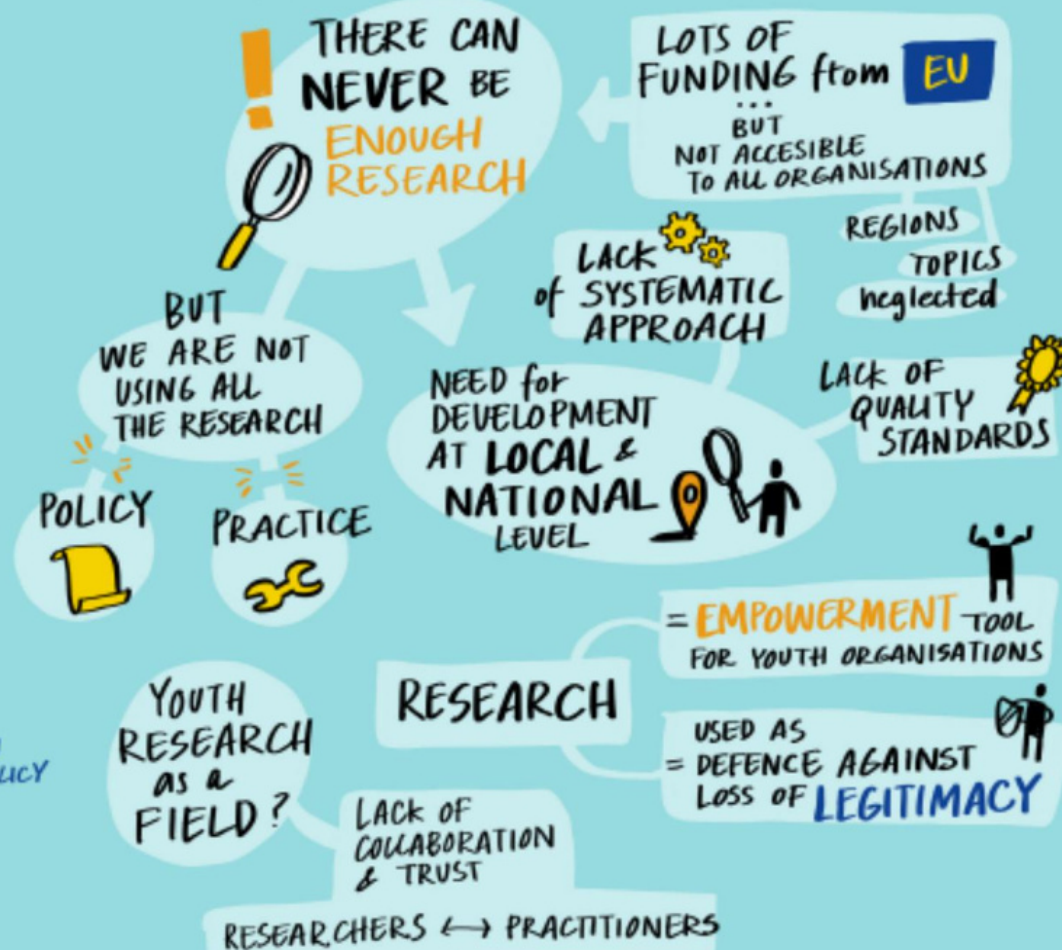 THERE CAN
NEVER BE
ENOUGH
RESEARCH
LOTS OF
FUNDING ftom EU
...
BUT
NOT ACCESIBLE
TO ALL ORGANISATIONS
REGIONS
TOPICS
neglected
LACK
of SYSTEMATIC
APPROACH
BUT
WE ARE NOT
USING ALL
THE RESEARCH
POLICY
PRACTICE
NEED for
DEVELOPMENT
AT LOCAL &
NATIONAL
LEVEL
LACK OF
QUALITY
STANDARDS
RESEARCH
= EMPOWERMENT TOOL
FOR YOUTH ORGANISATIONS
USED AS
= DEFENCE AGAINST
LOSS OF LEGITIMACY
YOUTH
RESEARCH
as a
FIELD?
LACK OF
COLLABORATION
& TRUST
RESEARCHERS ↔ PRACTITIONERS